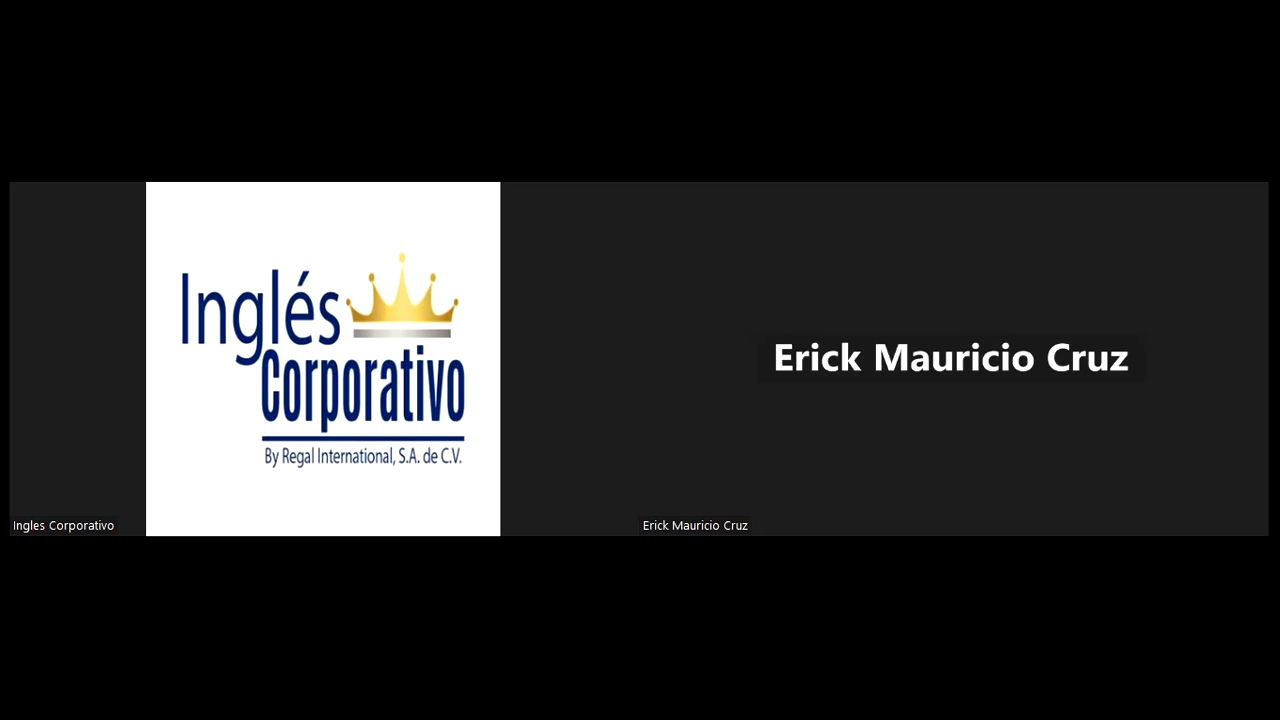 Inglés
Corporativo
By Regal International, S.A. de C.V.
Ingles Corporativo
Erick Mauricio Cruz
Erick Mauricio Cruz